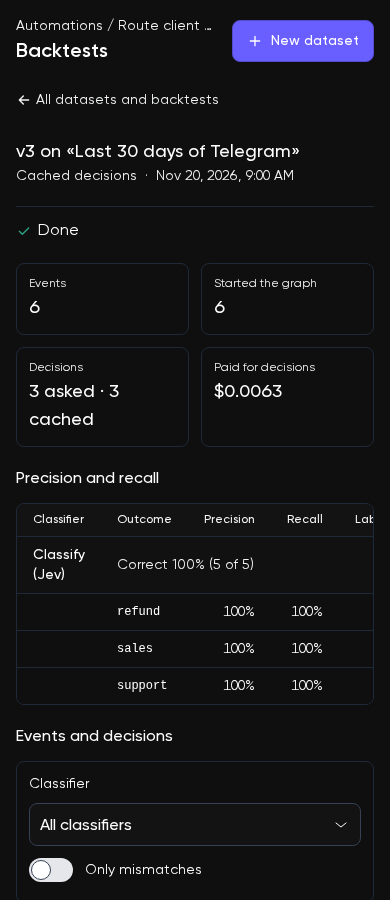 Automations / Route client …
Backtests
+ New dataset
← All datasets and backtests
v3 on «Last 30 days of Telegram»
Cached decisions · Nov 20, 2026, 9:00 AM
Done
Events
6
Started the graph
6
Decisions
3 asked · 3
cached
Paid for decisions
$0.0063
Precision and recall
Classifier Outcome Precision Recall
Classify
(Jev)
Correct 100% (5 of 5)
refund 100% 100%
sales 100% 100%
support 100% 100%
Events and decisions
Classifier
All classifiers
Only mismatches